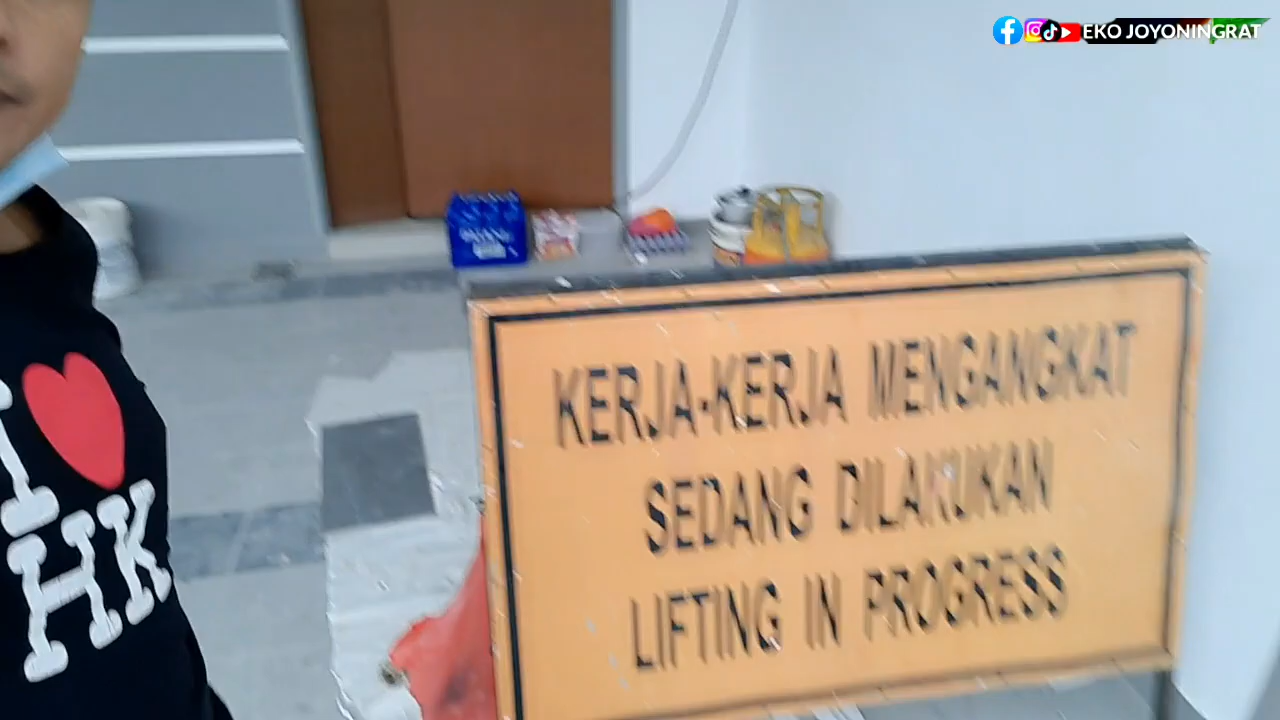 EKO JOYONINGRAT
I
HK
KERJA-KERJA MENGANGKAT
SEDANG DILAKUKAN
LIFTING IN PROGRESS